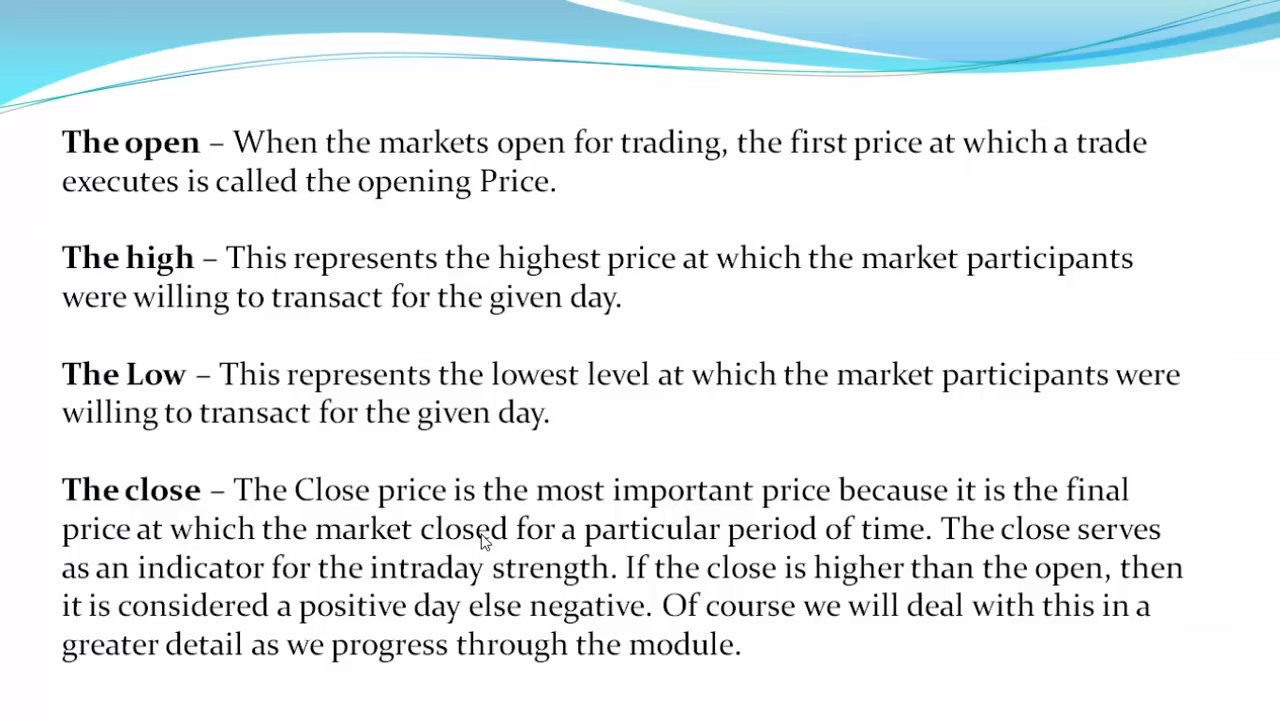 The open – When the markets open for trading, the first price at which a trade
executes is called the opening Price.
The high – This represents the highest price at which the market participants
were willing to transact for the given day.
The Low – This represents the lowest level at which the market participants were
willing to transact for the given day.
The close – The Close price is the most important price because it is the final
price at which the market closed for a particular period of time. The close serves
as an indicator for the intraday strength. If the close is higher than the open, then
it is considered a positive day else negative. Of course we will deal with this in a
greater detail as we progress through the module.